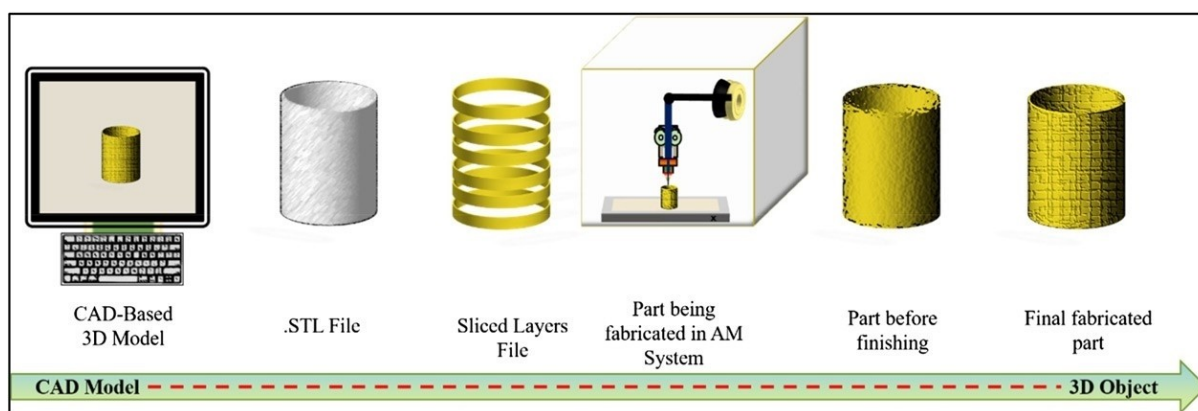 CAD-Based
3D Model
.STL File
Sliced Layers
File
Part being
fabricated in AM
System
Part before
finishing
Final fabricated
part
CAD Model
3D Object